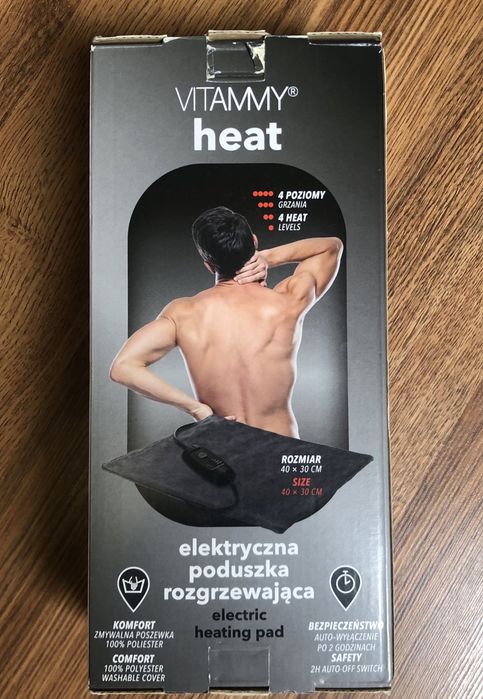 VITAMMY®
heat
4 POZIOMY
GRZANIA
4 HEAT
LEVELS
ROZMIAR
40 × 30 CM
SIZE
40 × 30 CM
elektryczna
poduszka
rozgrzewająca
electric
heating pad
KOMFORT
ZMYWALNA POSZEWKA
100% POLIESTER
COMFORT
100% POLYESTER
WASHABLE COVER
BEZPIECZEŃSTWO
AUTO-WYŁĄCZENIE
PO 2 GODZINACH
SAFETY
2H AUTO-OFF SWITCH